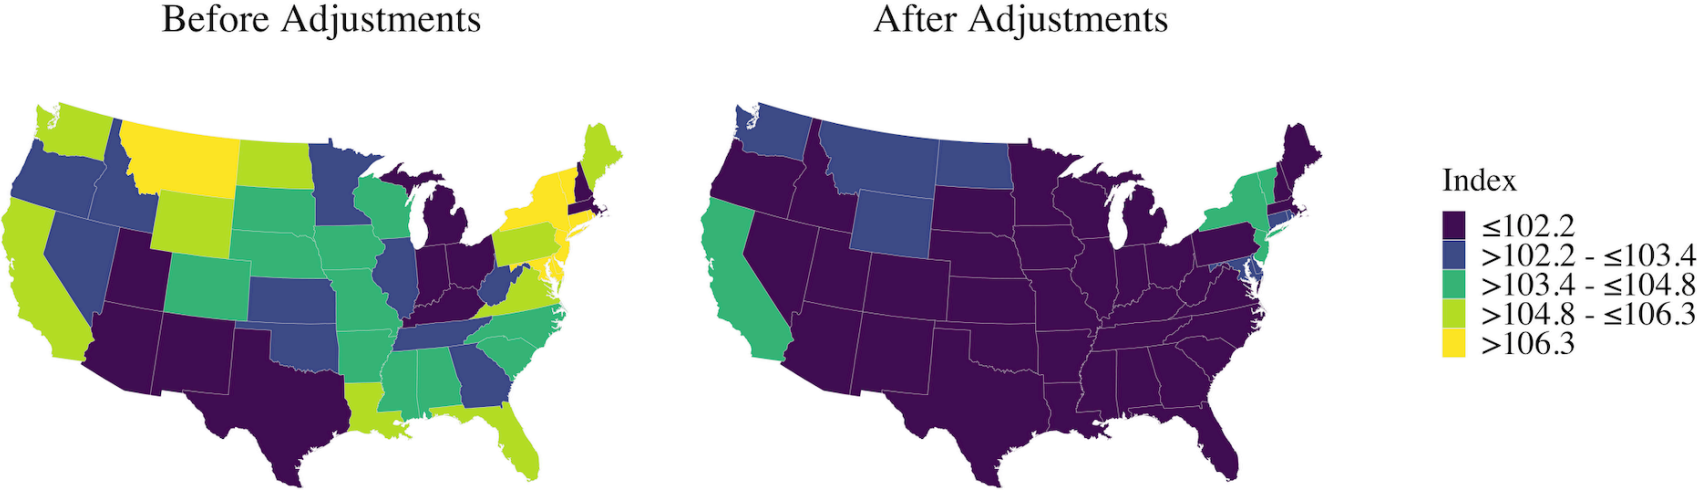 Before Adjustments
After Adjustments
Index
≤102.2
>102.2 - ≤103.4
>103.4 - ≤104.8
>104.8 - ≤106.3
>106.3